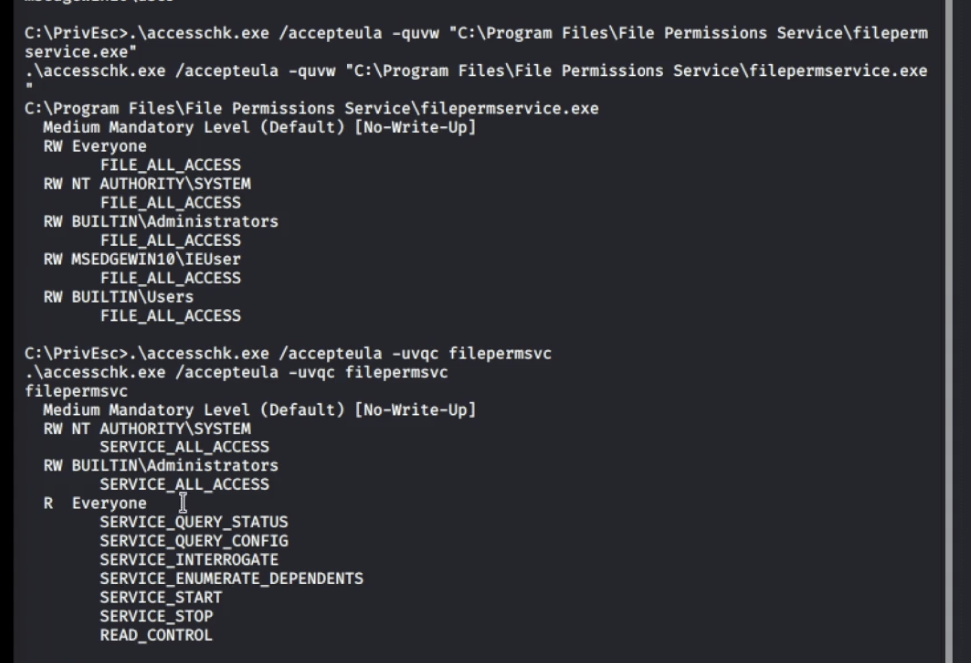 C:\PrivEsc>.\accesschk.exe /accepteula -quvw "C:\Program Files\File Permissions Service\fileperm
service.exe"
.\accesschk.exe /accepteula -quvw "C:\Program Files\File Permissions Service\filepermservice.exe
"
C:\Program Files\File Permissions Service\filepermservice.exe
  Medium Mandatory Level (Default) [No-Write-Up]
  RW Everyone
        FILE_ALL_ACCESS
  RW NT AUTHORITY\SYSTEM
        FILE_ALL_ACCESS
  RW BUILTIN\Administrators
        FILE_ALL_ACCESS
  RW MSEDGEWIN10\IEUser
        FILE_ALL_ACCESS
  RW BUILTIN\Users
        FILE_ALL_ACCESS
C:\PrivEsc>.\accesschk.exe /accepteula -uvqc filepermsvc
.\accesschk.exe /accepteula -uvqc filepermsvc
filepermsvc
  Medium Mandatory Level (Default) [No-Write-Up]
  RW NT AUTHORITY\SYSTEM
        SERVICE_ALL_ACCESS
  RW BUILTIN\Administrators
        SERVICE_ALL_ACCESS
  R  Everyone
        SERVICE_QUERY_STATUS
        SERVICE_QUERY_CONFIG
        SERVICE_INTERROGATE
        SERVICE_ENUMERATE_DEPENDENTS
        SERVICE_START
        SERVICE_STOP
        READ_CONTROL